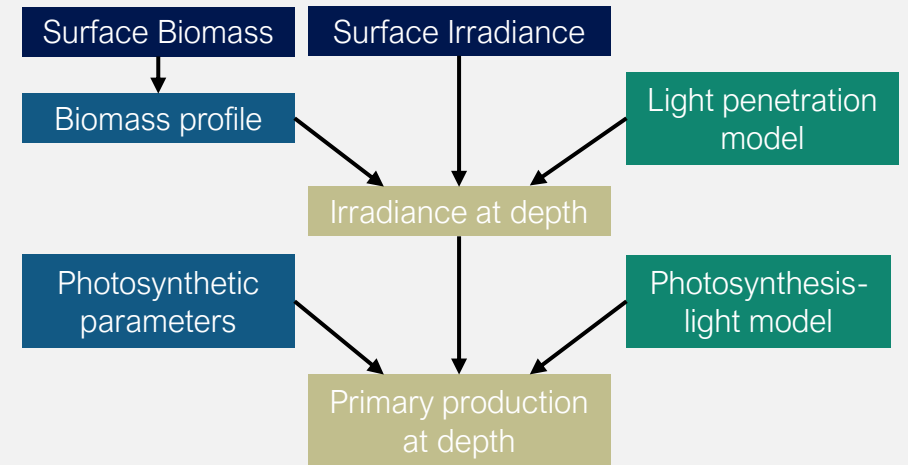 Surface Biomass
Surface Irradiance
Biomass profile
Light penetration
model
Irradiance at depth
Photosynthetic
parameters
Photosynthesis-
light model
Primary production
at depth